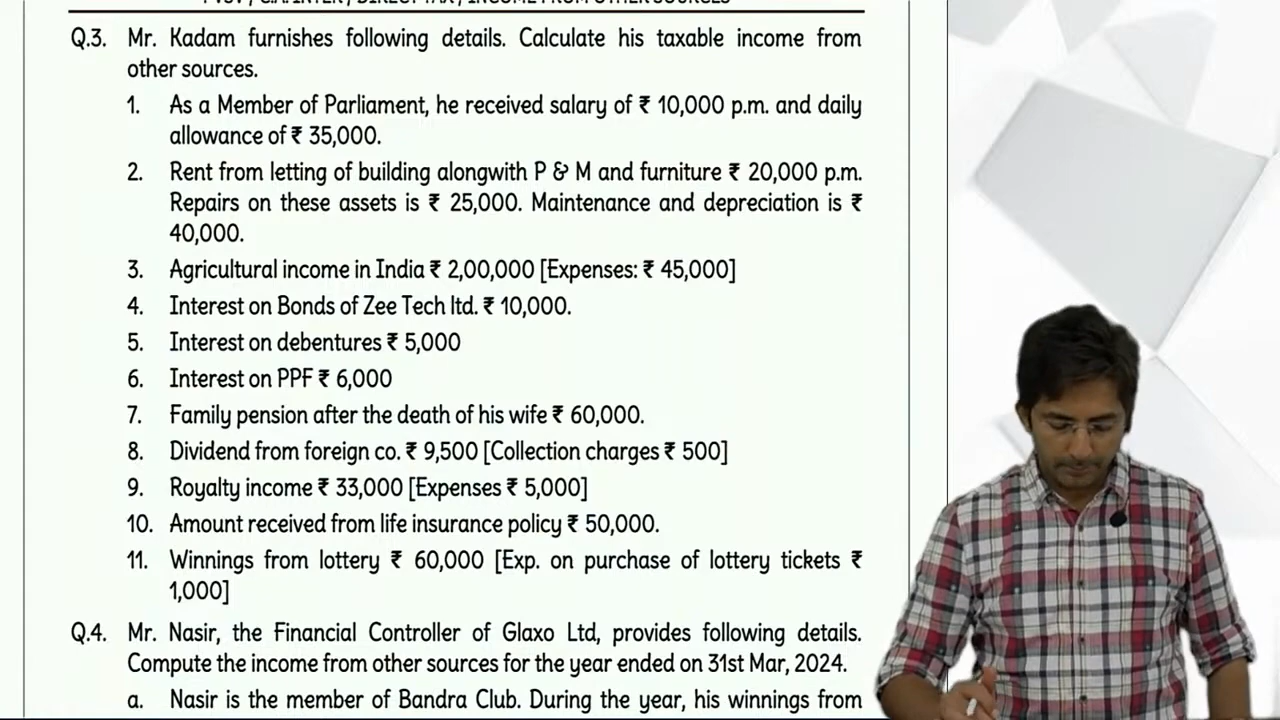 Q.3. Mr. Kadam furnishes following details. Calculate his taxable income from
other sources.
1. As a Member of Parliament, he received salary of ₹ 10,000 p.m. and daily
allowance of ₹ 35,000.
2. Rent from letting of building alongwith P & M and furniture ₹ 20,000 p.m.
Repairs on these assets is ₹ 25,000. Maintenance and depreciation is ₹
40,000.
3. Agricultural income in India ₹ 2,00,000 [Expenses: ₹ 45,000]
4. Interest on Bonds of Zee Tech ltd. ₹ 10,000.
5. Interest on debentures ₹ 5,000
6. Interest on PPF ₹ 6,000
7. Family pension after the death of his wife ₹ 60,000.
8. Dividend from foreign co. ₹ 9,500 [Collection charges ₹ 500]
9. Royalty income ₹ 33,000 [Expenses ₹ 5,000]
10. Amount received from life insurance policy ₹ 50,000.
11. Winnings from lottery ₹ 60,000 [Exp. on purchase of lottery tickets ₹
1,000]
Q.4. Mr. Nasir, the Financial Controller of Glaxo Ltd, provides following details.
Compute the income from other sources for the year ended on 31st Mar, 2024.
a. Nasir is the member of Bandra Club. During the year, his winnings from